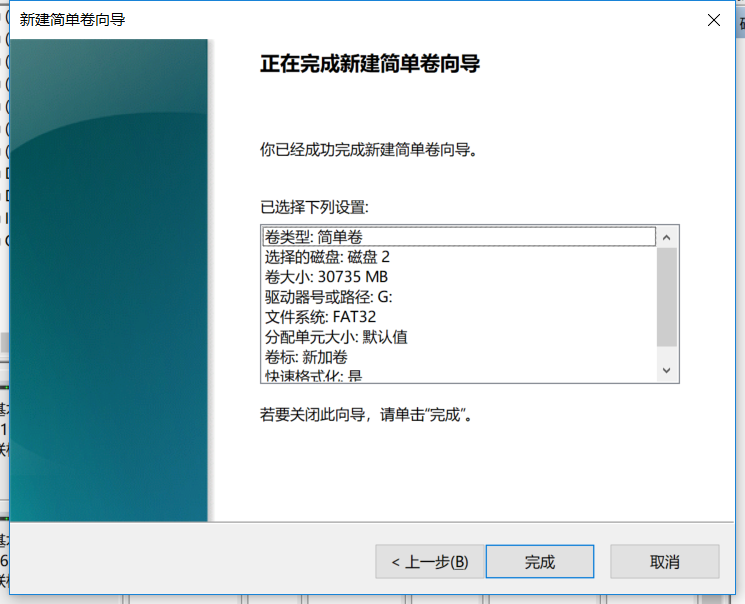 新建简单卷向导
正在完成新建简单卷向导
你已经成功完成新建简单卷向导。
已选择下列设置:
卷类型: 简单卷
选择的磁盘: 磁盘 2
卷大小: 30735 MB
驱动器号或路径: G:
文件系统: FAT32
分配单元大小: 默认值
卷标: 新加卷
快速格式化: 是
若要关闭此向导，请单击“完成”。
< 上一步(B)
完成
取消